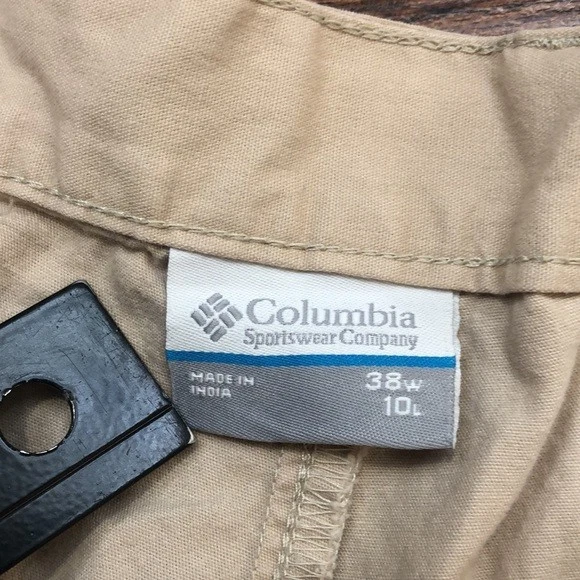 Columbia
Sportswear Company
MADE IN
INDIA
38W
10L